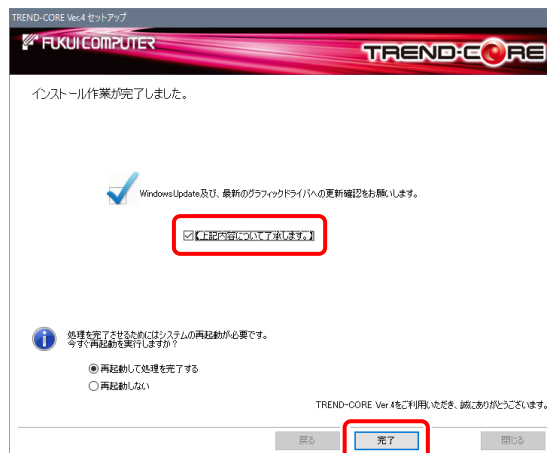 TREND-CORE Ver.4 セットアップ
FUKUI COMPUTER
TREND-CORE
インストール作業が完了しました。
WindowsUpdate及び、最新のグラフィックドライバへの更新確認をお願いします。
【上記内容について了承します。】
処理を完了させるためにはシステムの再起動が必要です。
今すぐ再起動を実行しますか？
再起動して処理を完了する
再起動しない
TREND-CORE Ver.4をご利用いただき、誠にありがとうございます。
戻る 完了 閉じる